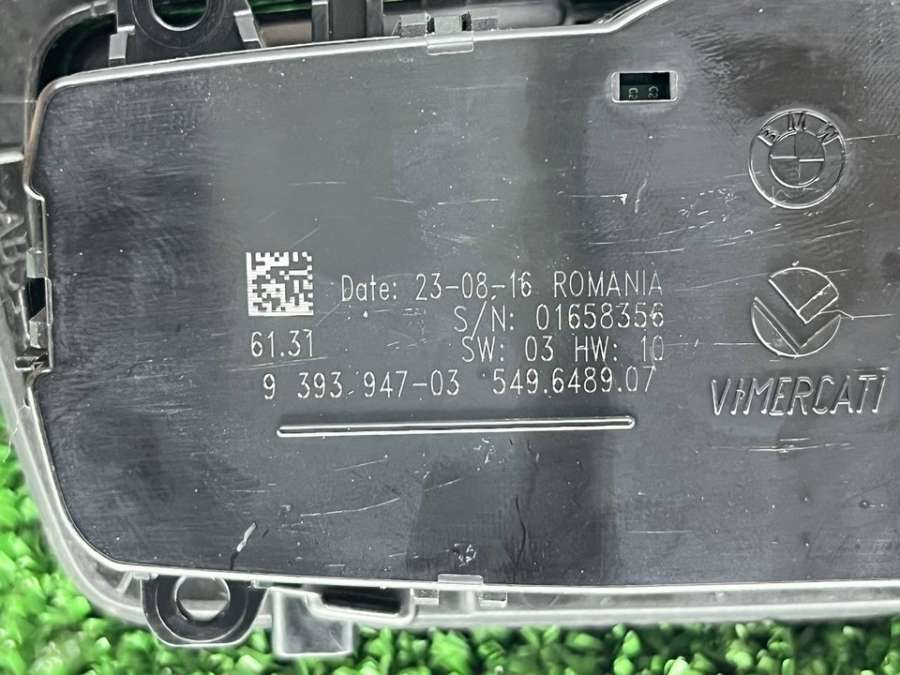 BMW
Date: 23-08-16 ROMANIA
S/N: 01658356
61.31
SW: 03 HW: 10
9 393 947-03 549.6489.07
VIMERCATI